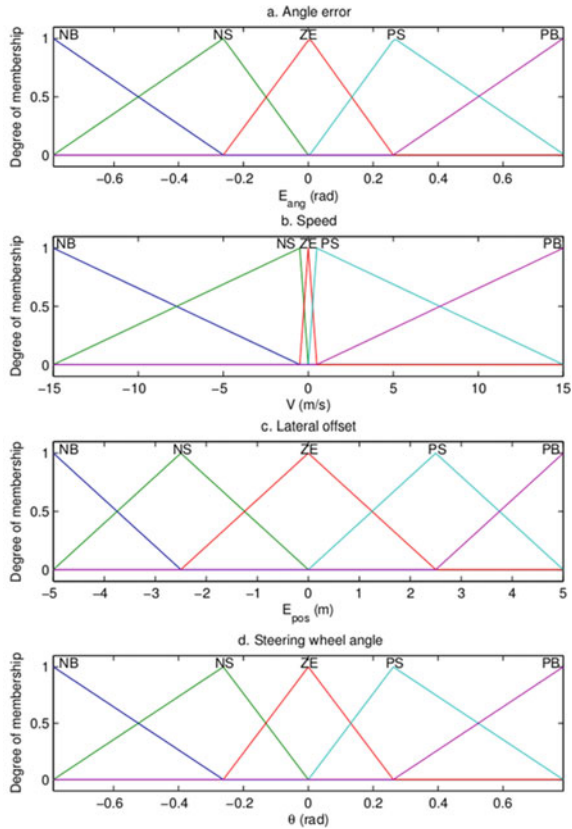 a. Angle error
NB NS ZE PS PB
Degree of membership
1
0.5
0
−0.6 −0.4 −0.2 0 0.2 0.4 0.6
E_ang (rad)
b. Speed
NB NS ZE PS PB
Degree of membership
1
0.5
0
−15 −10 −5 0 5 10 15
V (m/s)
c. Lateral offset
NB NS ZE PS PB
Degree of membership
1
0.5
0
−5 −4 −3 −2 −1 0 1 2 3 4 5
E_pos (m)
d. Steering wheel angle
NB NS ZE PS PB
Degree of membership
1
0.5
0
−0.6 −0.4 −0.2 0 0.2 0.4 0.6
θ (rad)